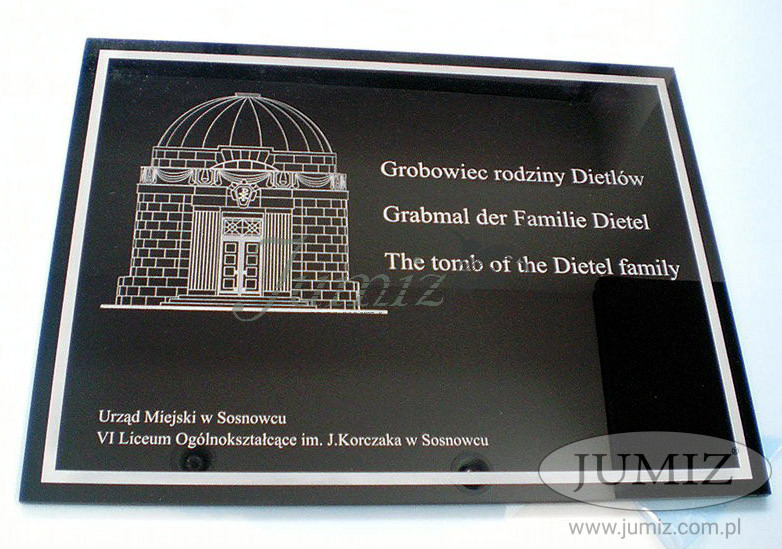 Grobowiec rodziny Dietlów
Grabmal der Familie Dietel
The tomb of the Dietel family
Jumiz
Urząd Miejski w Sosnowcu
VI Liceum Ogólnokształcące im. J.Korczaka w Sosnowcu
JUMIZ®
www.jumiz.com.pl